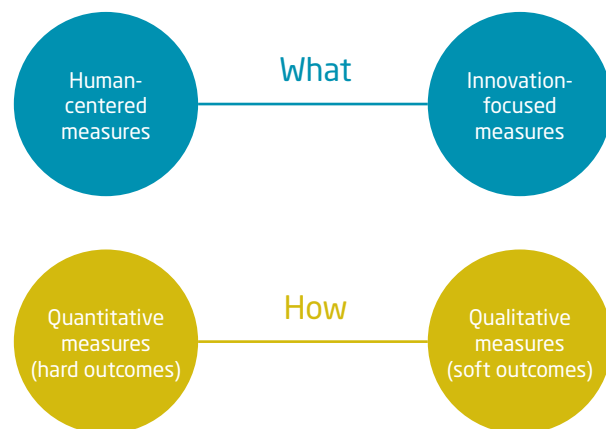 Human-
centered
measures
What
Innovation-
focused
measures
Quantitative
measures
(hard outcomes)
How
Qualitative
measures
(soft outcomes)